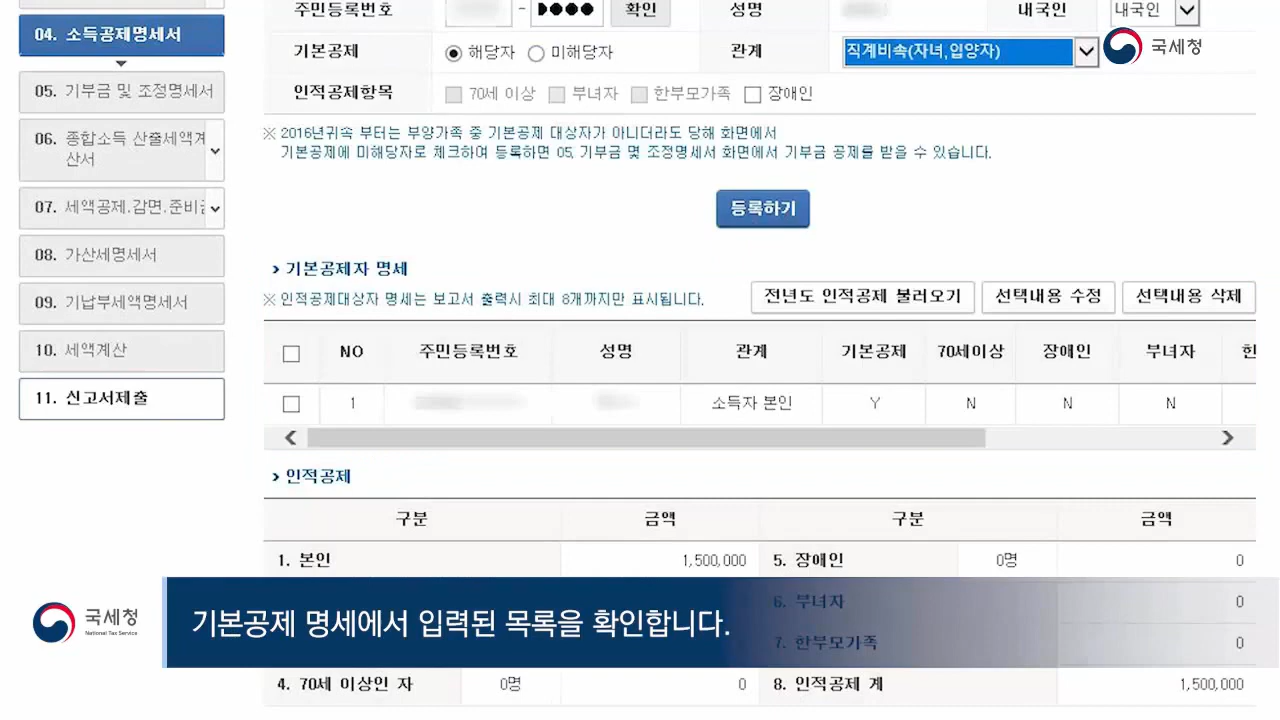 주민등록번호 - 확인 성명 내국인 내국인
04. 소득공제명세서
국세청
기본공제 해당자 미해당자 관계 직계비속(자녀,입양자)
05. 기부금 및 조정명세서
인적공제항목 70세 이상 부녀자 한부모가족 장애인
06. 종합소득 산출세액계
산서
※ 2016년귀속 부터는 부양가족 중 기본공제 대상자가 아니더라도 당해 화면에서
기본공제에 미해당자로 체크하여 등록하면 05. 기부금 몇 조정명세서 화면에서 기부금 공제를 받을 수 있습니다.
07. 세액공제.감면.준비금
등록하기
08. 가산세명세서
› 기본공제자 명세
09. 기납부세액명세서
※ 인적공제대상자 명세는 보고서 출력시 최대 8개까지만 표시됩니다.
전년도 인적공제 불러오기 선택내용 수정 선택내용 삭제
10. 세액계산
NO 주민등록번호 성명 관계 기본공제 70세이상 장애인 부녀자 한
11. 신고서제출
1 소득자 본인 Y N N N
› 인적공제
구분 금액 구분 금액
1. 본인 1,500,000 5. 장애인 0명 0
6. 부녀자 0
국세청
National Tax Service
기본공제 명세에서 입력된 목록을 확인합니다.
7. 한부모가족 0
4. 70세 이상인 자 0명 0 8. 인적공제 계 1,500,000